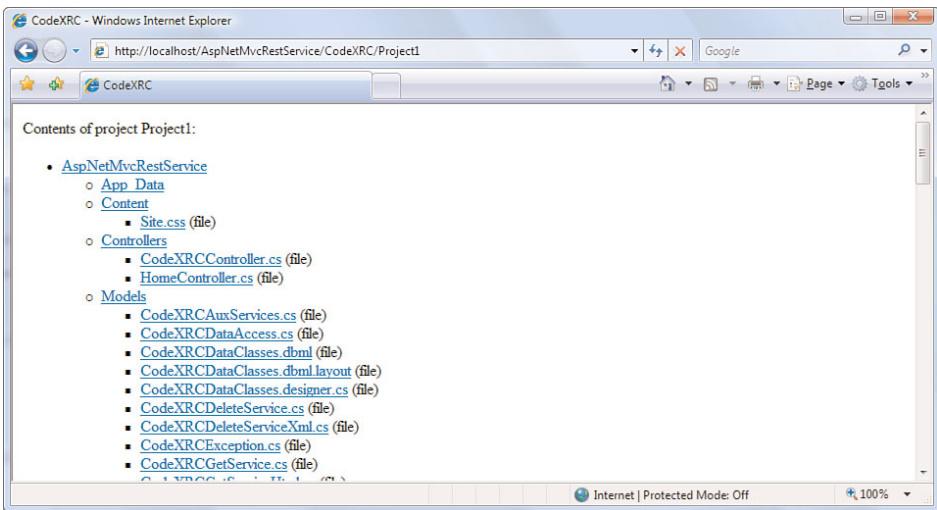 CodeXRC - Windows Internet Explorer
http://localhost/AspNetMvcRestService/CodeXRC/Project1
Google
CodeXRC
Page
Tools
Contents of project Project1:
AspNetMvcRestService
App_Data
Content
Site.css (file)
Controllers
CodeXRCController.cs (file)
HomeController.cs (file)
Models
CodeXRCAuxServices.cs (file)
CodeXRCDataAccess.cs (file)
CodeXRCDataClasses.dbml (file)
CodeXRCDataClasses.dbml.layout (file)
CodeXRCDataClasses.designer.cs (file)
CodeXRCDeleteService.cs (file)
CodeXRCDeleteServiceXml.cs (file)
CodeXRCException.cs (file)
CodeXRCGetService.cs (file)
Internet | Protected Mode: Off
100%